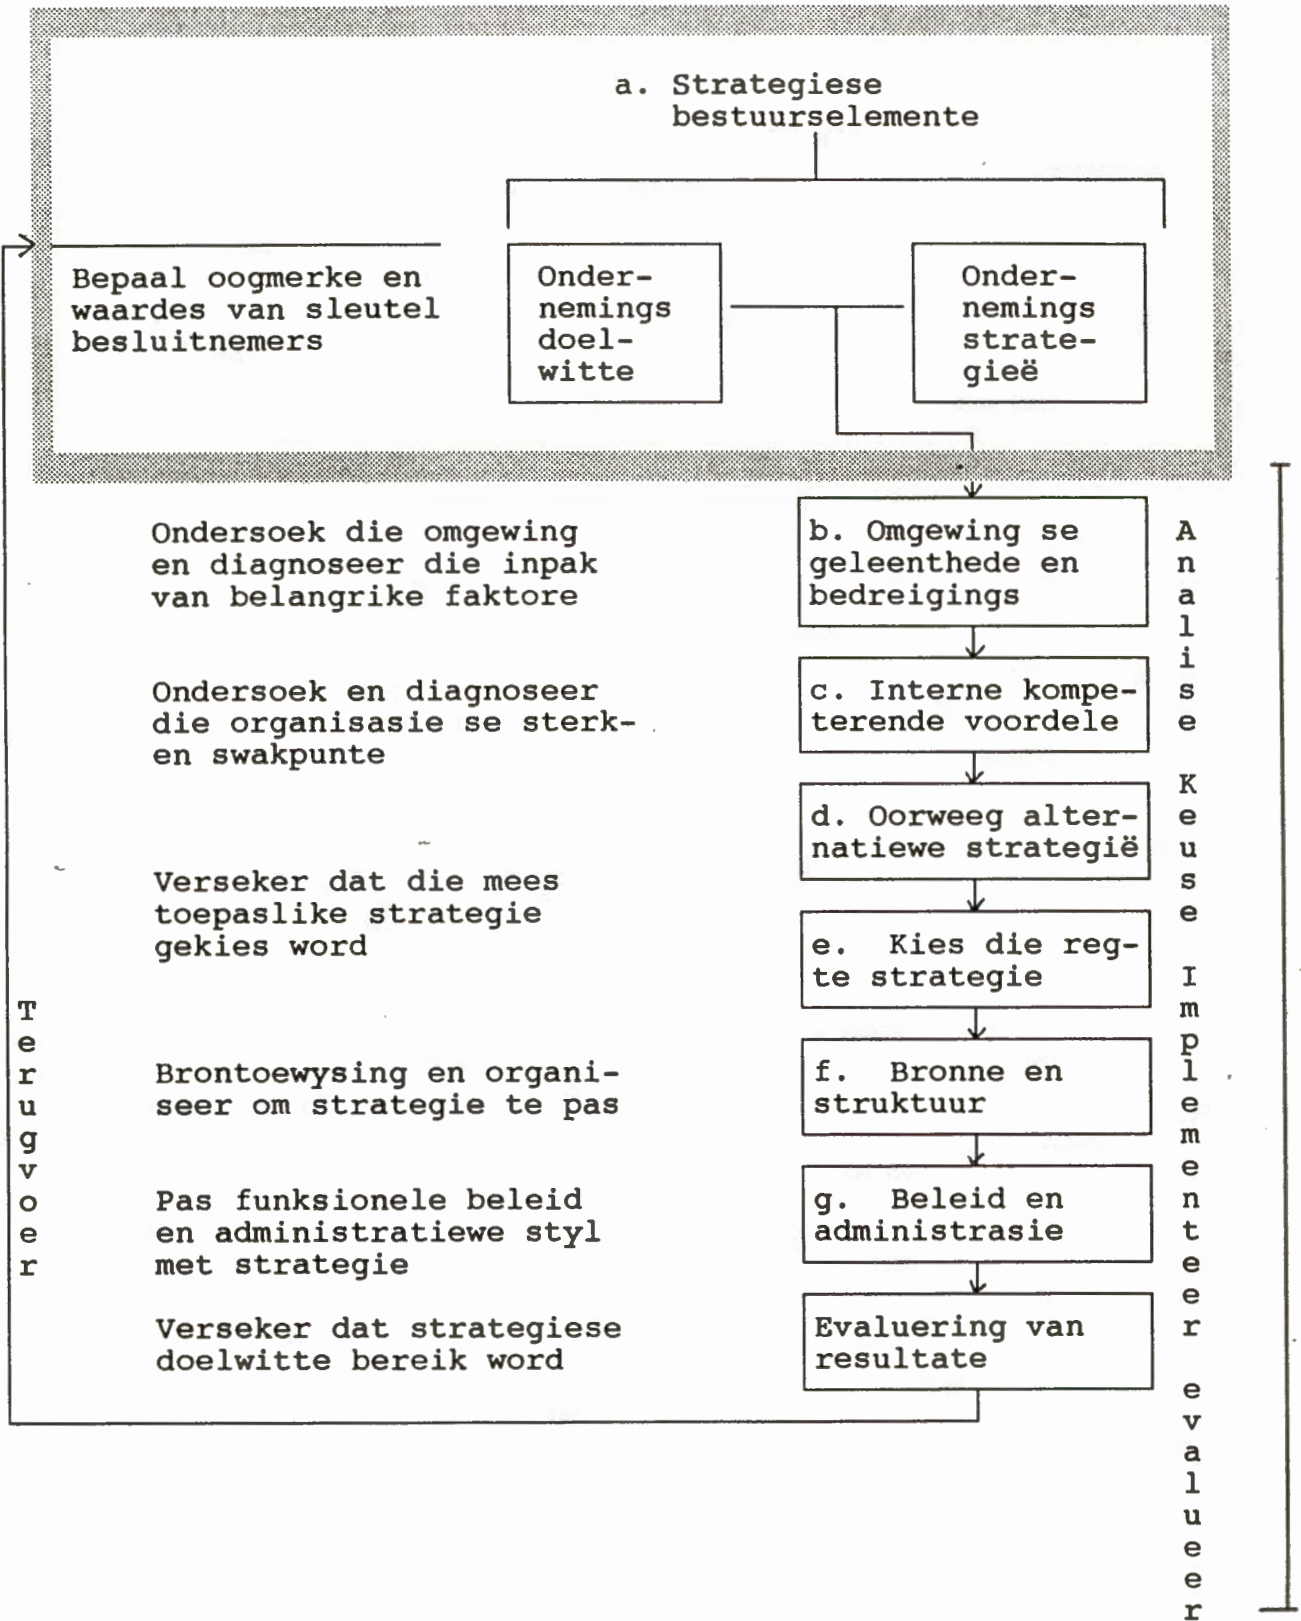 a. Strategiese
bestuurselemente
Bepaal oogmerke en
waardes van sleutel
besluitnemers
Onder-
nemings
doel-
witte
Onder-
nemings
strate-
gieë
Ondersoek die omgewing
en diagnoseer die inpak
van belangrike faktore
b. Omgewing se
geleenthede en
bedreigings
Ondersoek en diagnoseer
die organisasie se sterk-
en swakpunte
c. Interne kompe-
terende voordele
d. Oorweeg alter-
natiewe strategië
Verseker dat die mees
toepaslike strategie
gekies word
e. Kies die reg-
te strategie
Brontoewysing en organi-
seer om strategie te pas
f. Bronne en
struktuur
Pas funksionele beleid
en administratiewe styl
met strategie
g. Beleid en
administrasie
Verseker dat strategiese
doelwitte bereik word
Evaluering van
resultate
Terugvoer
Analise Keuse Implementeer evalueer